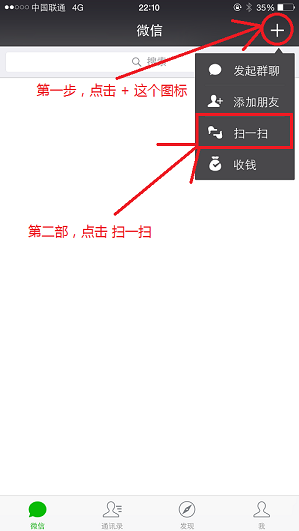 中国联通 4G 22:10 35%
微信
搜索
第一步，点击 + 这个图标
发起群聊
添加朋友
扫一扫
收钱
第二部，点击 扫一扫
微信 通讯录 发现 我